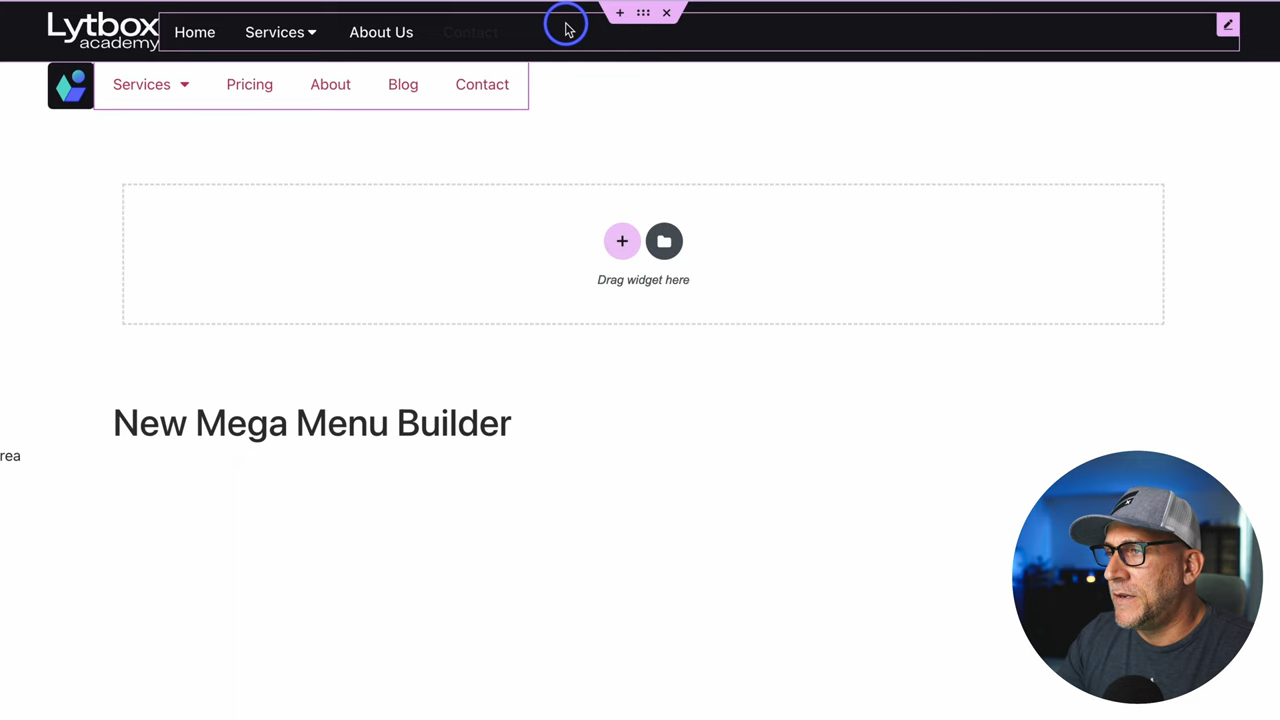 Lytbox
academy
Home Services About Us Contact
Services Pricing About Blog Contact
Drag widget here
New Mega Menu Builder
rea